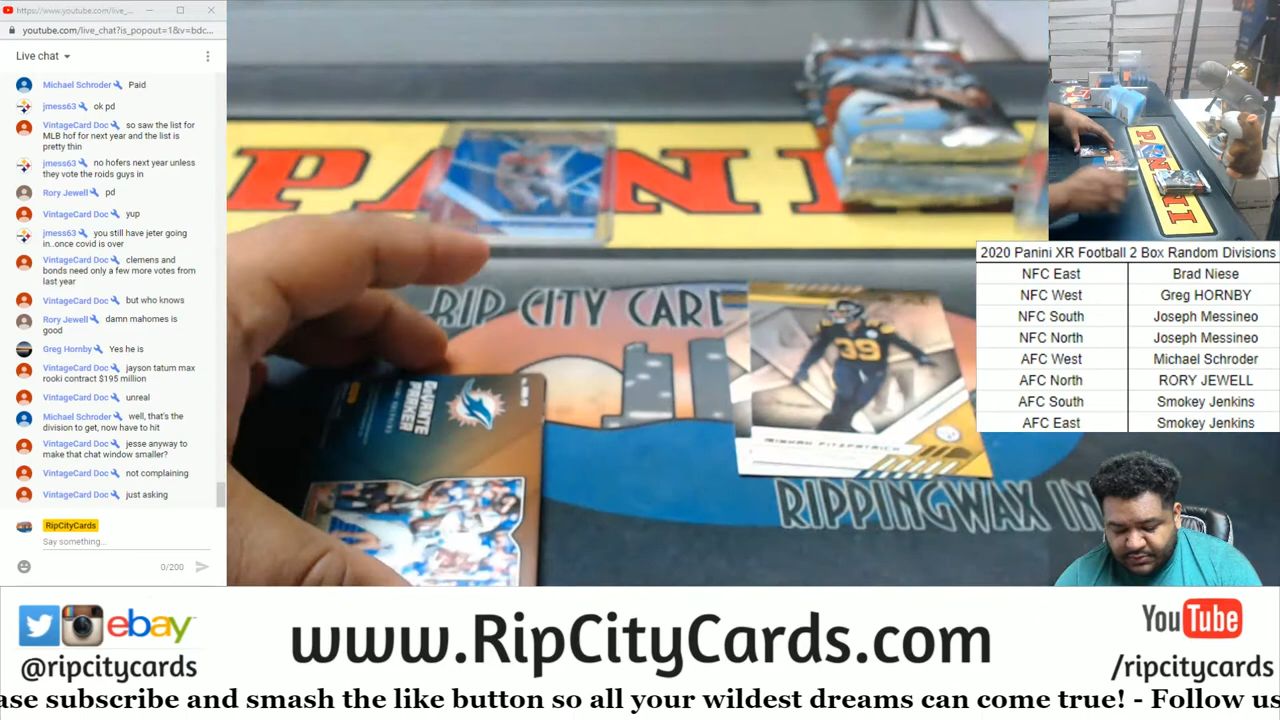 https://www.youtube.com/live_...
youtube.com/live_chat?is_popout=1&v=bdc...
Live chat
Michael Schroder Paid
jmess63 ok pd
VintageCard Doc so saw the list for
MLB hof for next year and the list is
pretty thin
jmess63 no hofers next year unless
they vote the roids guys in
Rory Jewell pd
VintageCard Doc yup
jmess63 you still have jeter going
in..once covid is over
VintageCard Doc clemens and
bonds need only a few more votes from
last year
VintageCard Doc but who knows
Rory Jewell damn mahomes is
good
Greg Hornby Yes he is
VintageCard Doc jayson tatum max
rooki contract $195 million
VintageCard Doc unreal
Michael Schroder well, that's the
division to get, now have to hit
VintageCard Doc jesse anyway to
make that chat window smaller?
VintageCard Doc not complaining
VintageCard Doc just asking
RipCityCards
Say something...
0/200
PANINI
RIP CITY CARD
39
MINKAH FITZPATRICK
DEVANTE
PARKER
RIPPINGWAX IN
PANINI
2020 Panini XR Football 2 Box Random Divisions
NFC East Brad Niese
NFC West Greg HORNBY
NFC South Joseph Messineo
NFC North Joseph Messineo
AFC West Michael Schroder
AFC North RORY JEWELL
AFC South Smokey Jenkins
AFC East Smokey Jenkins
ebay
@ripcitycards
www.RipCityCards.com
YouTube
/ripcitycards
ase subscribe and smash the like button so all your wildest dreams can come true! - Follow us